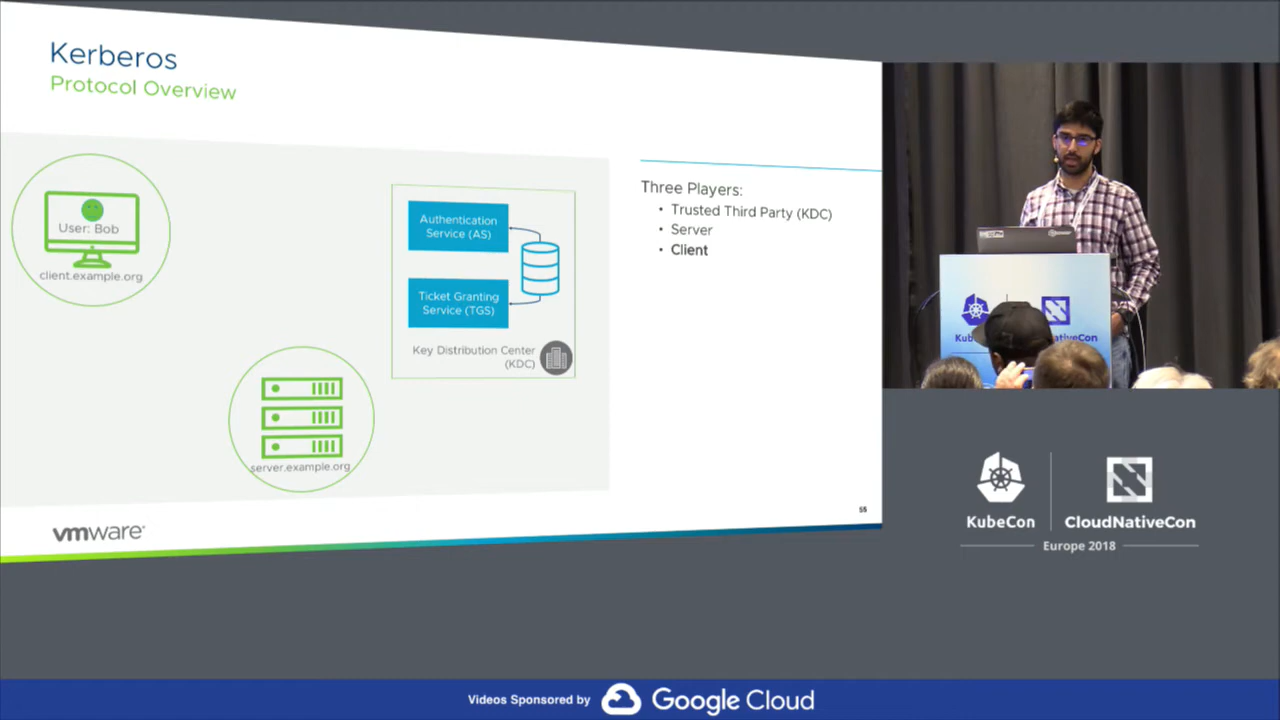 Kerberos
Protocol Overview
User: Bob
client.example.org
Authentication
Service (AS)
Ticket Granting
Service (TGS)
Key Distribution Center
(KDC)
server.example.org
Three Players:
• Trusted Third Party (KDC)
• Server
• Client
55
vmware
KubeCon
CloudNativeCon
Europe 2018
Videos Sponsored by Google Cloud